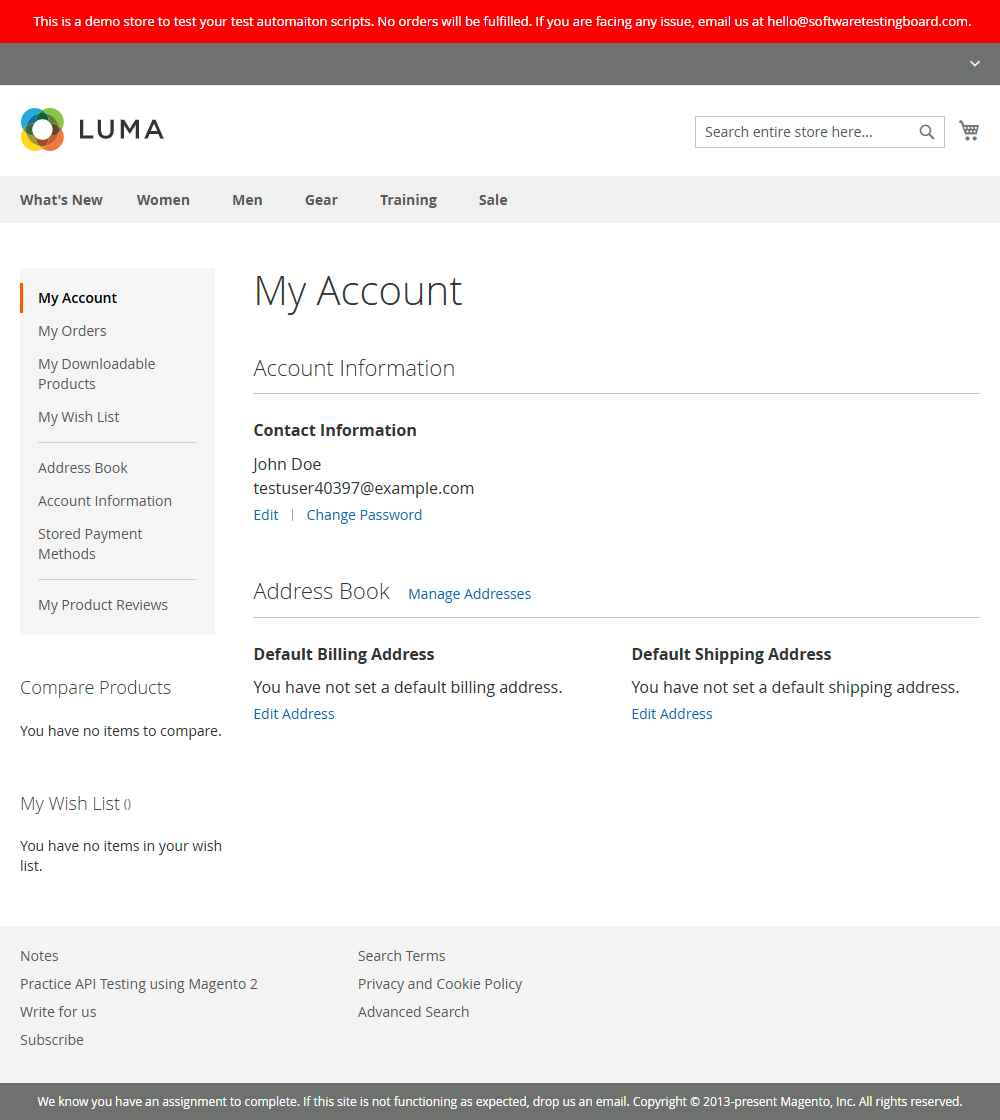 This is a demo store to test your test automaiton scripts. No orders will be fulfilled. If you are facing any issue, email us at hello@softwaretestingboard.com.
LUMA
Search entire store here...
What's New Women Men Gear Training Sale
My Account
My Orders
My Downloadable
Products
My Wish List
Address Book
Account Information
Stored Payment
Methods
My Product Reviews
Compare Products
You have no items to compare.
My Wish List ()
You have no items in your wish
list.
My Account
Account Information
Contact Information
John Doe
testuser40397@example.com
Edit | Change Password
Address Book Manage Addresses
Default Billing Address
You have not set a default billing address.
Edit Address
Default Shipping Address
You have not set a default shipping address.
Edit Address
Notes
Practice API Testing using Magento 2
Write for us
Subscribe
Search Terms
Privacy and Cookie Policy
Advanced Search
We know you have an assignment to complete. If this site is not functioning as expected, drop us an email. Copyright © 2013-present Magento, Inc. All rights reserved.